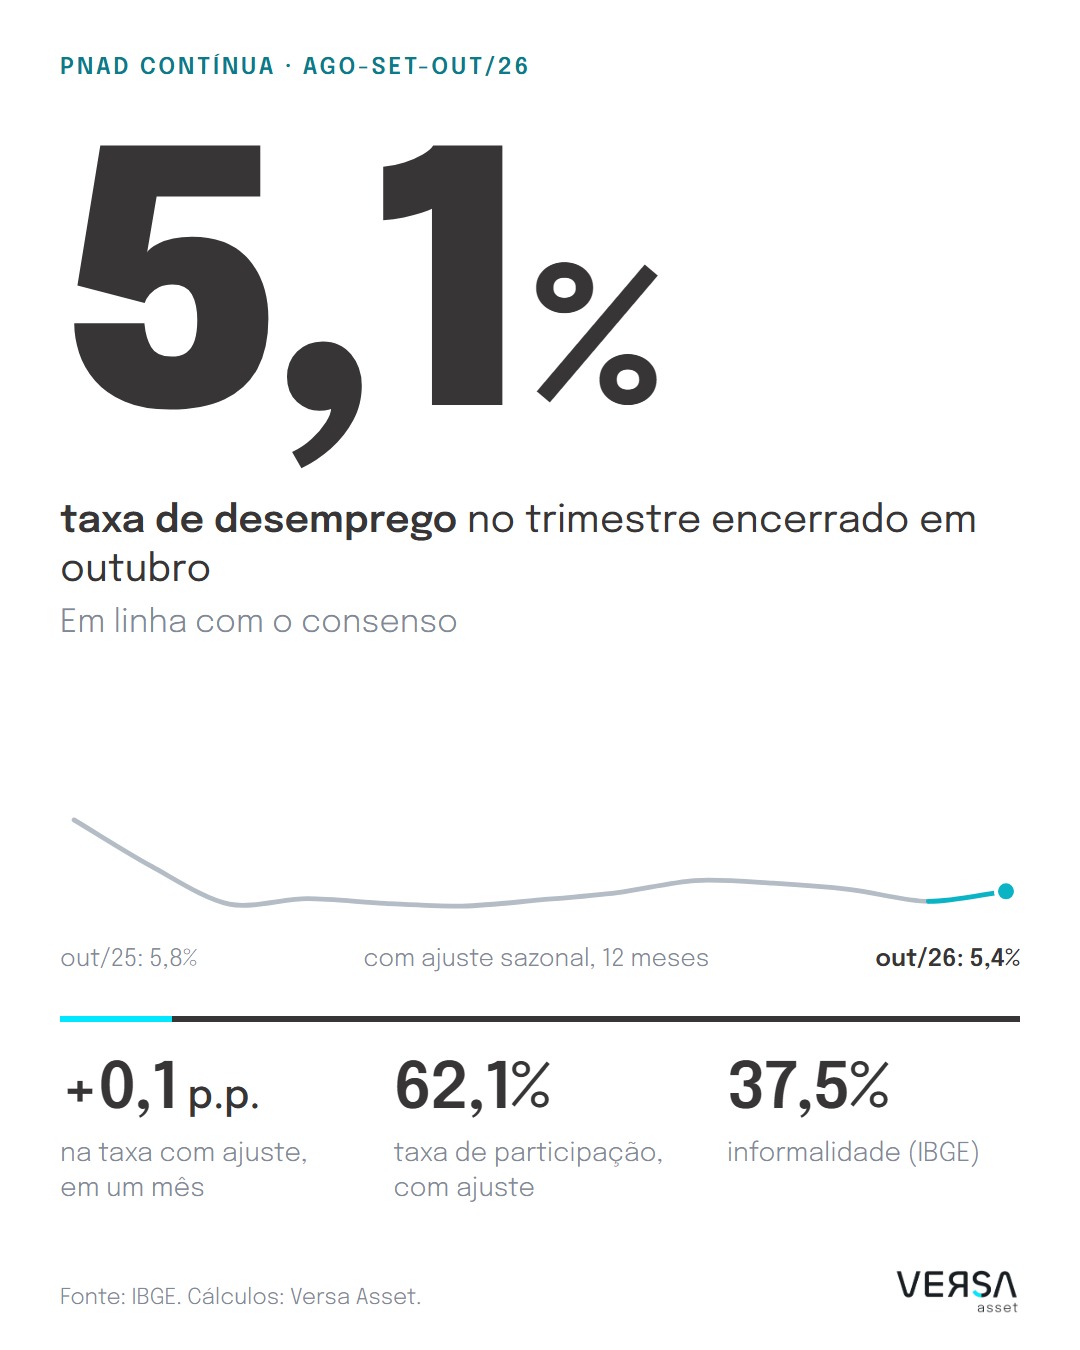 PNAD CONTÍNUA · AGO-SET-OUT/26
5,1%
taxa de desemprego no trimestre encerrado em
outubro
Em linha com o consenso
out/25: 5,8%
com ajuste sazonal, 12 meses
out/26: 5,4%
+0,1 p.p.
na taxa com ajuste,
em um mês
62,1%
taxa de participação,
com ajuste
37,5%
informalidade (IBGE)
Fonte: IBGE. Cálculos: Versa Asset.
VERSA
asset